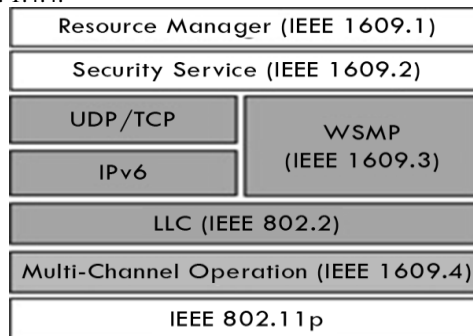 Resource Manager (IEEE 1609.1)
Security Service (IEEE 1609.2)
UDP/TCP
IPv6
WSMP
(IEEE 1609.3)
LLC (IEEE 802.2)
Multi-Channel Operation (IEEE 1609.4)
IEEE 802.11p